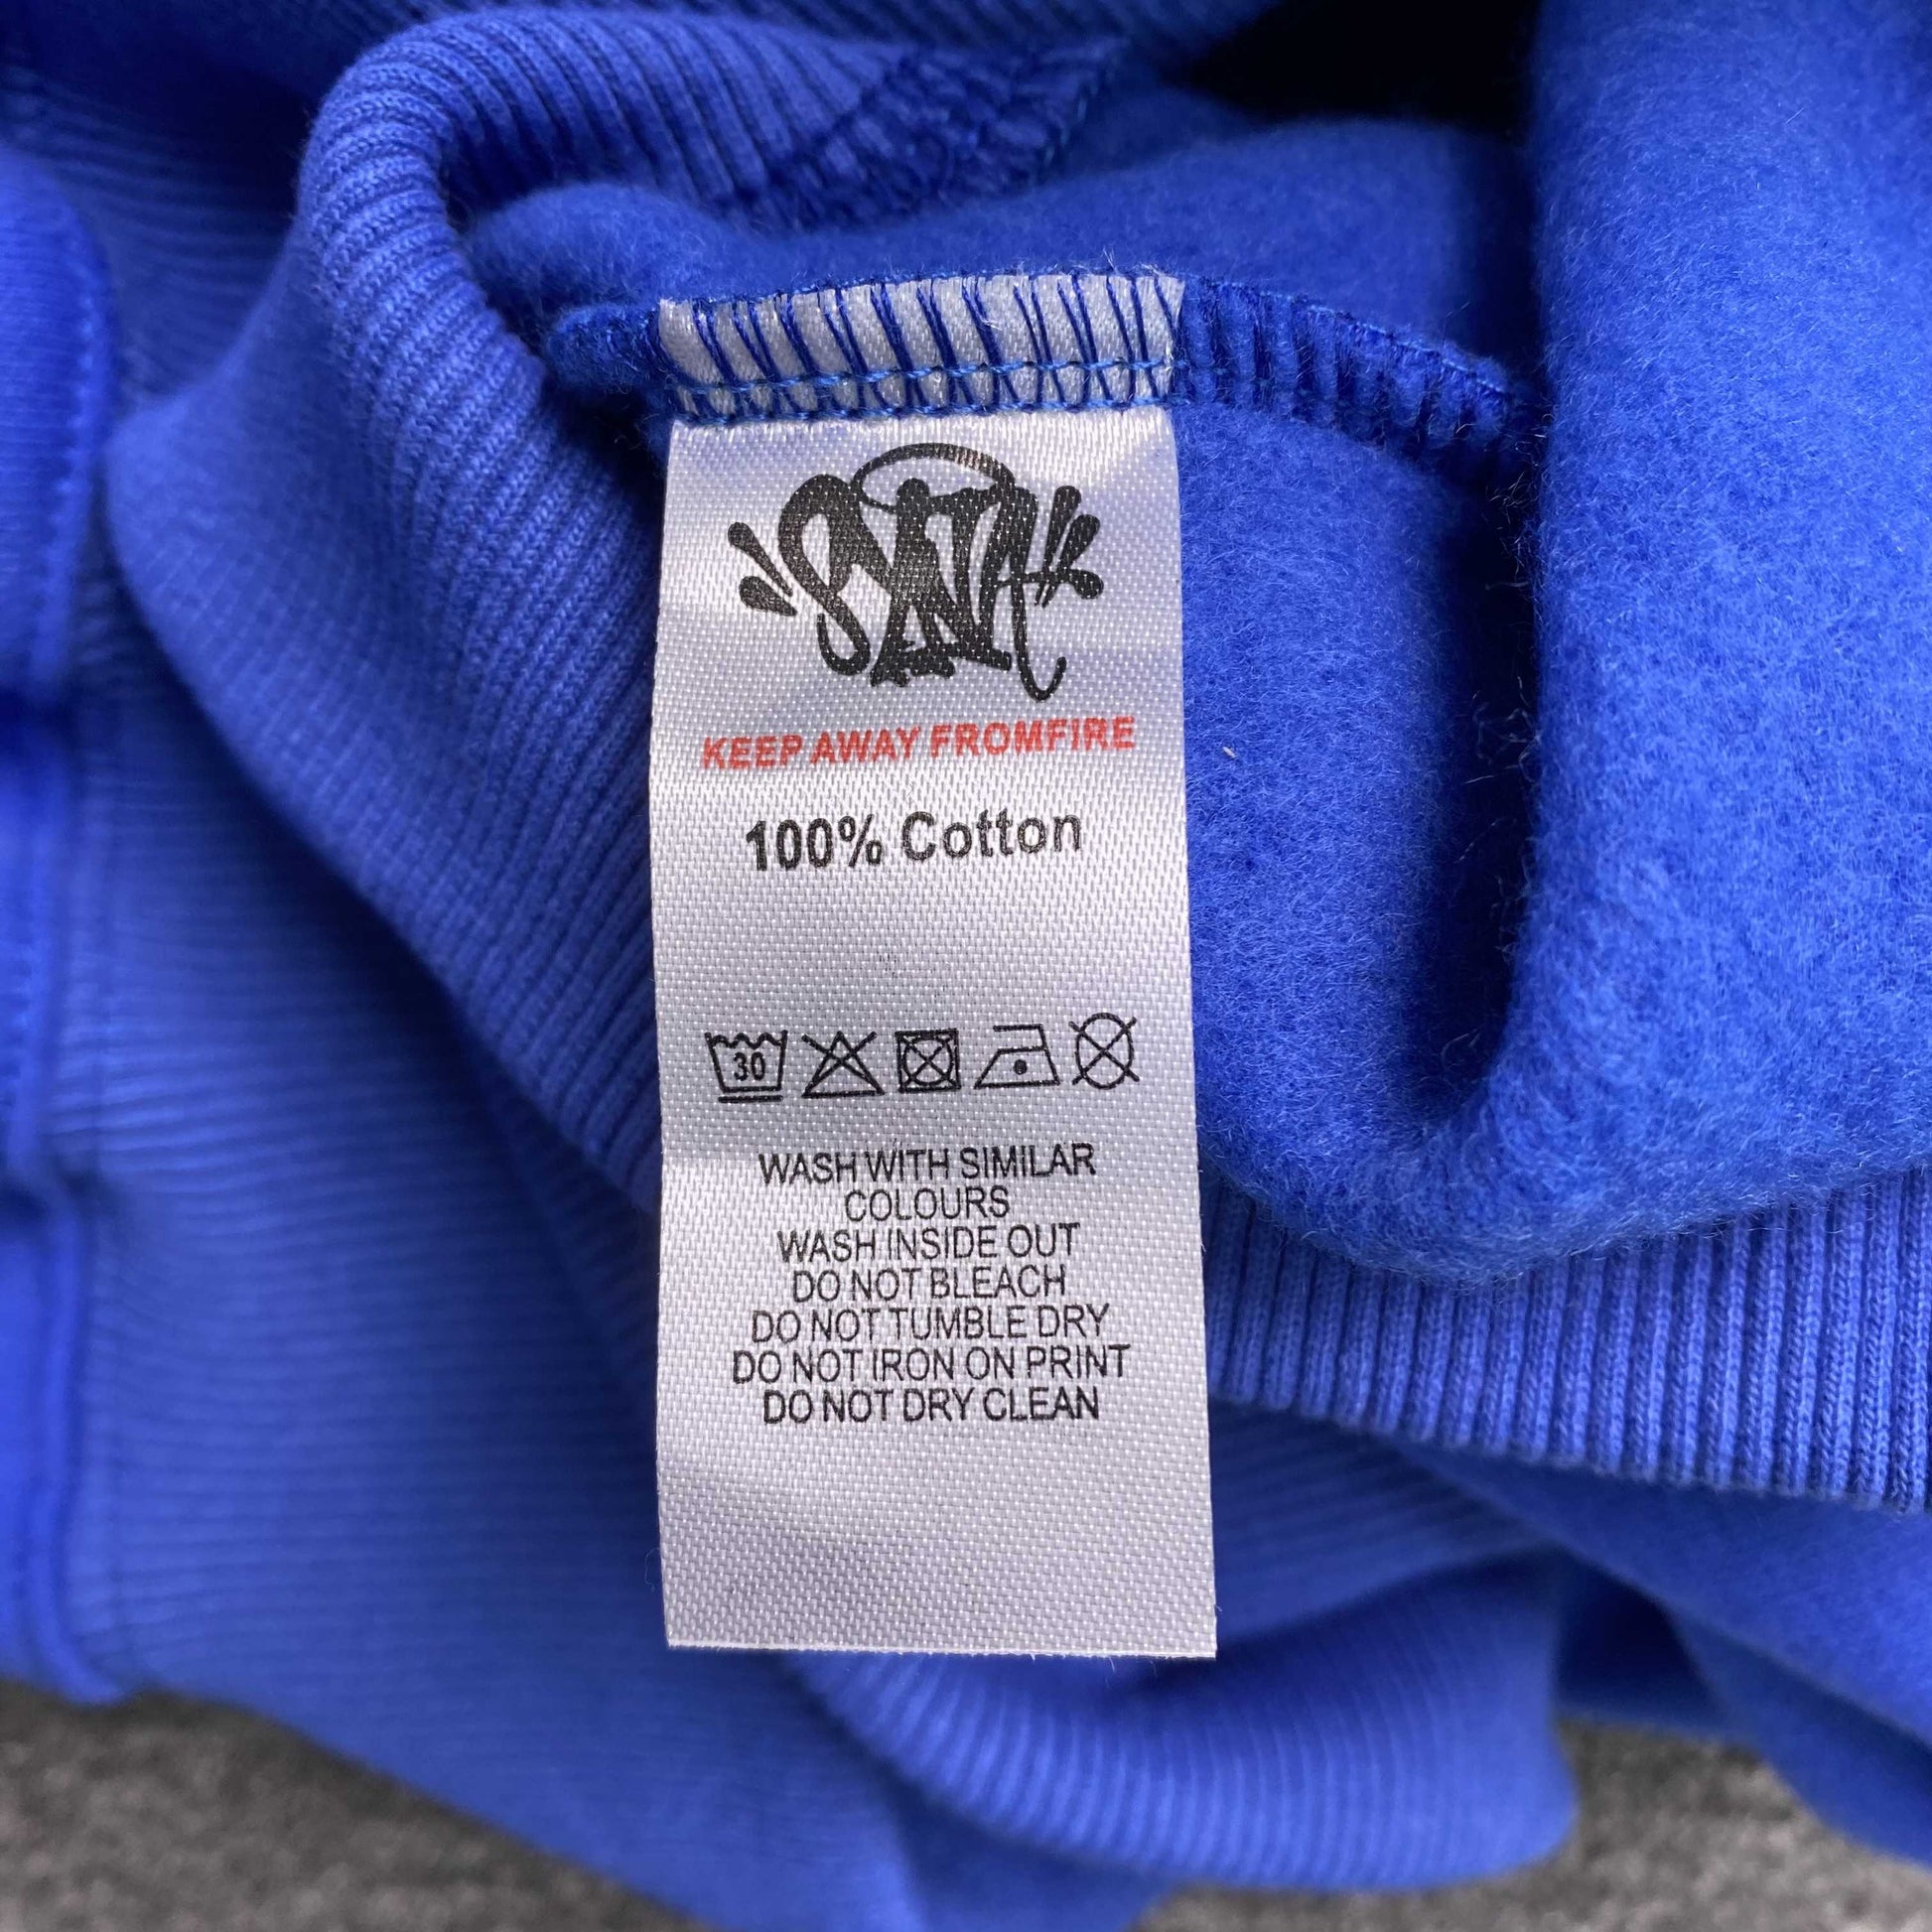 SYNA
KEEP AWAY FROMFIRE
100% Cotton
30
WASH WITH SIMILAR
COLOURS
WASH INSIDE OUT
DO NOT BLEACH
DO NOT TUMBLE DRY
DO NOT IRON ON PRINT
DO NOT DRY CLEAN